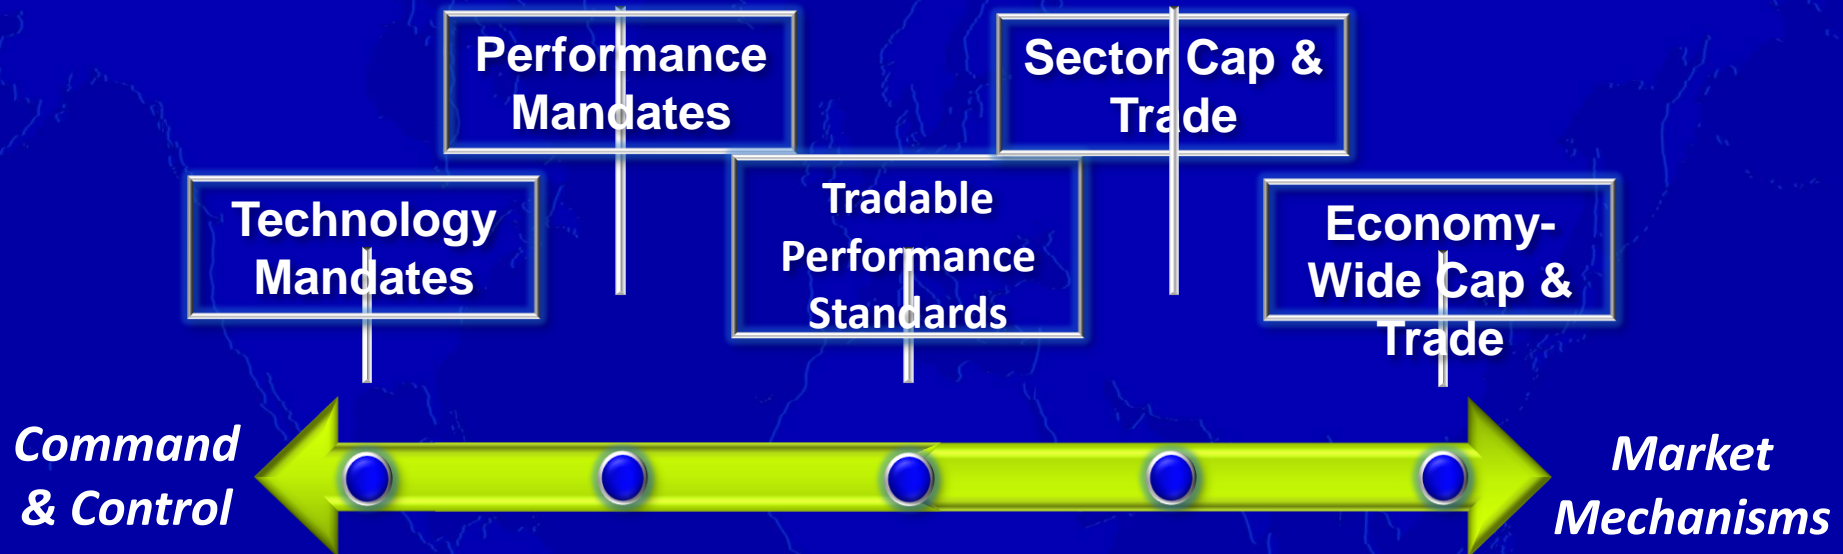 Performance
Mandates
Sector Cap &
Trade
Technology
Mandates
Tradable
Performance
Standards
Economy-
Wide Cap &
Trade
Command
& Control
Market
Mechanisms